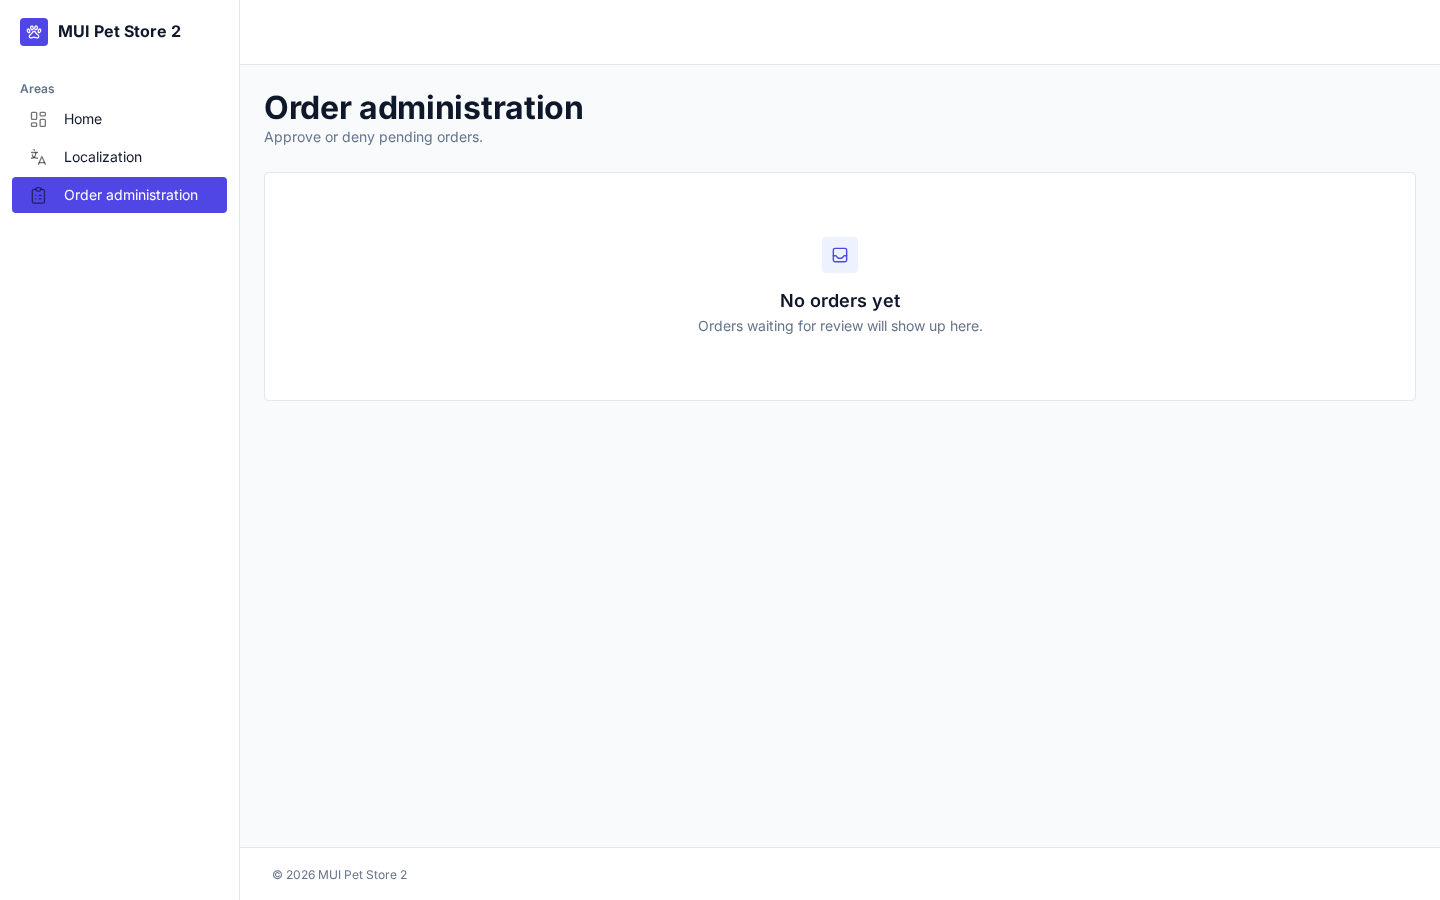 MUI Pet Store 2
Areas
Home
Localization
Order administration
Order administration
Approve or deny pending orders.
No orders yet
Orders waiting for review will show up here.
© 2026 MUI Pet Store 2